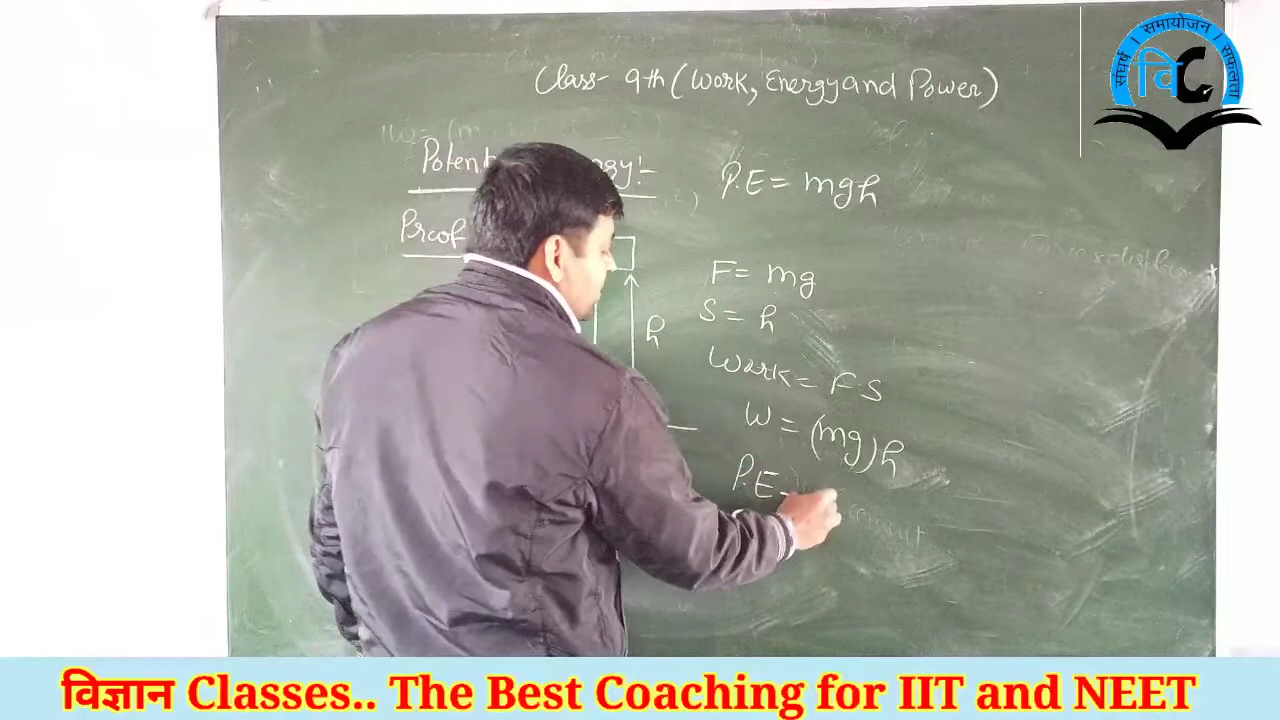 Class- 9th (Work, Energy and Power)
P.E = mgh
Proof
F = mg
S = h
h
Work = F.S
W = (mg)h
P.E =
संघर्ष । समायोजन । सफलता
वि C
विज्ञान Classes.. The Best Coaching for IIT and NEET